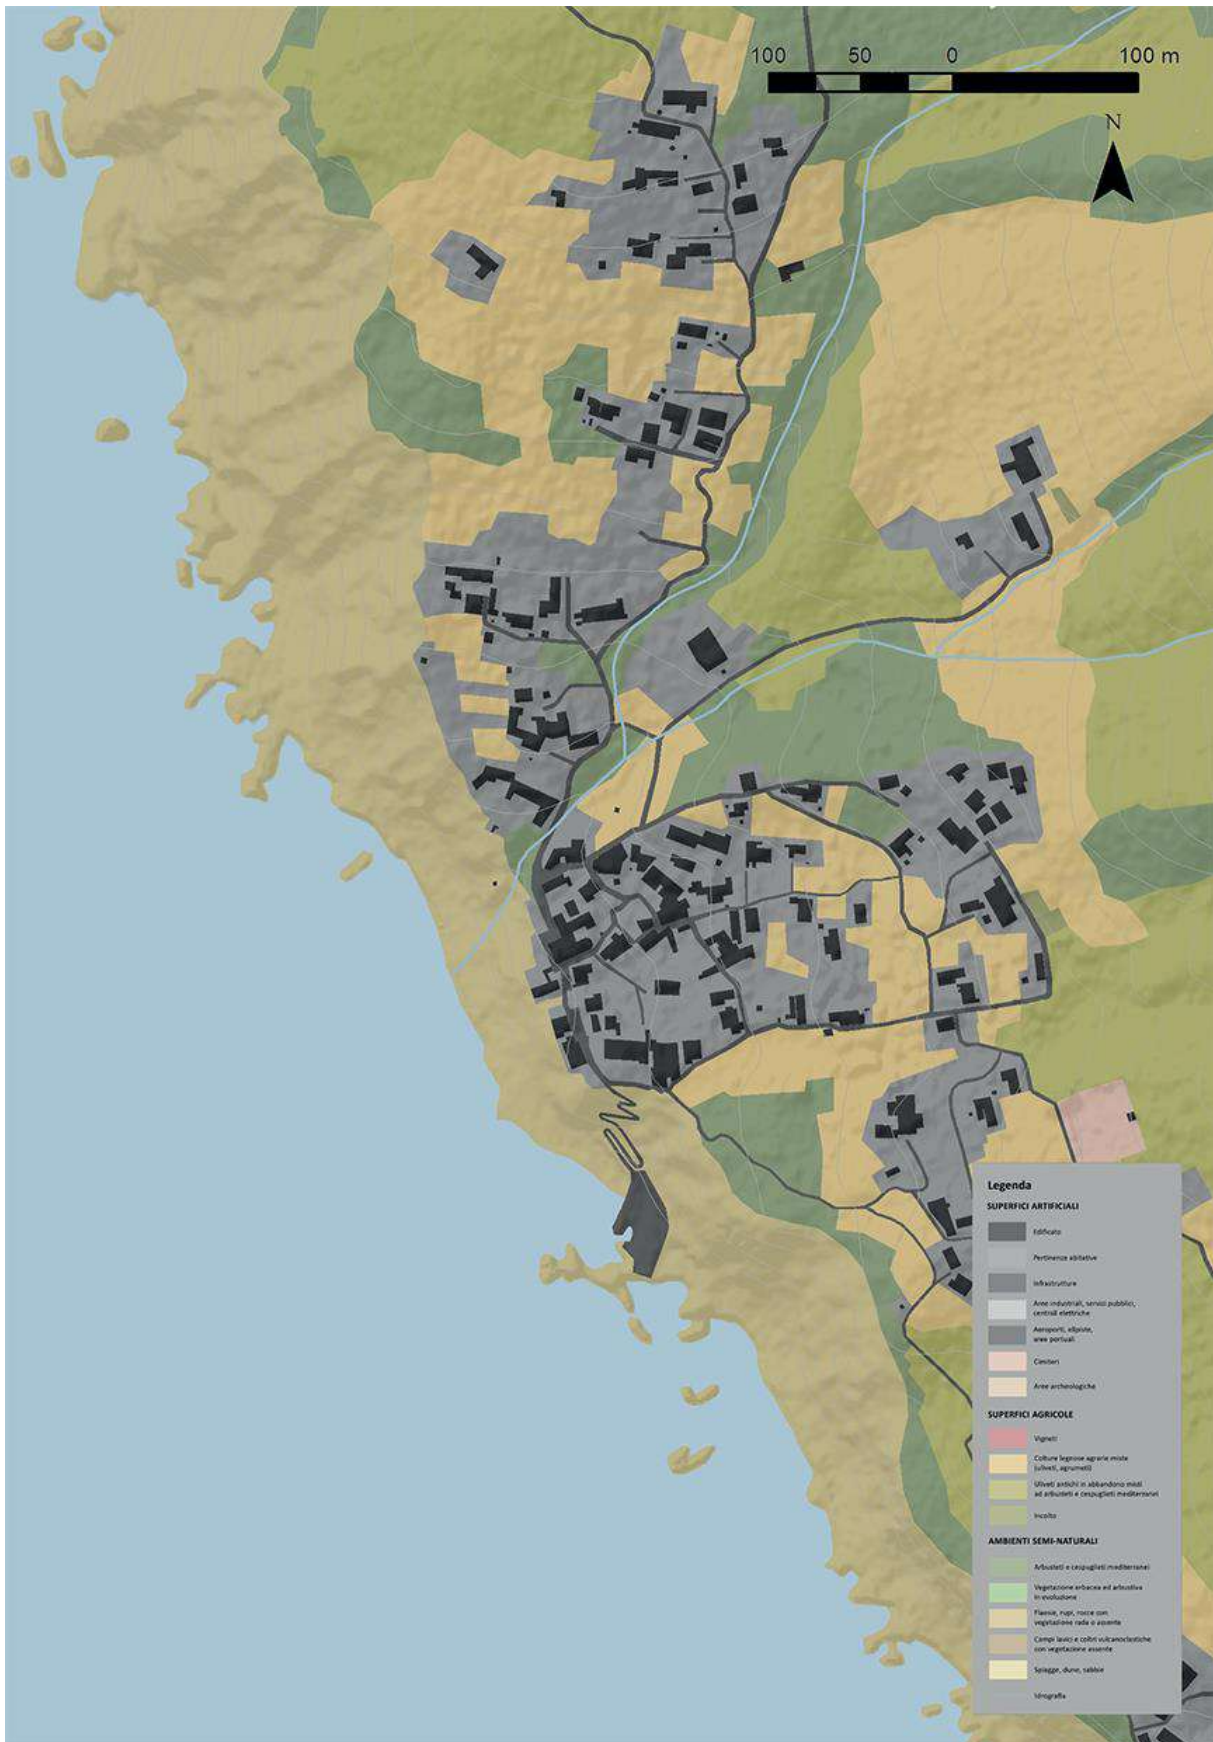 100 50 0 100 m
N
Legenda
SUPERFICI ARTIFICIALI
Edificato
Pertinenze abitative
Infrastrutture
Aree industriali, servizi pubblici,
centrali elettriche
Aeroporti, elipiste,
aree portuali
Cimiteri
Aree archeologiche
SUPERFICI AGRICOLE
Vigneti
Colture legnose agrarie miste
(uliveti, agrumeti)
Uliveti antichi in abbandono misti
ad arbusteti e cespuglieti mediterranei
Incolto
AMBIENTI SEMI-NATURALI
Arbusteti e cespuglieti mediterranei
Vegetazione erbacea ed arbustiva
in evoluzione
Flaesie, rupi, rocce con
vegetazione rada o assente
Campi lavici e coltri vulcanoclastiche
con vegetazione assente
Spiagge, dune, sabbie
Idrografia